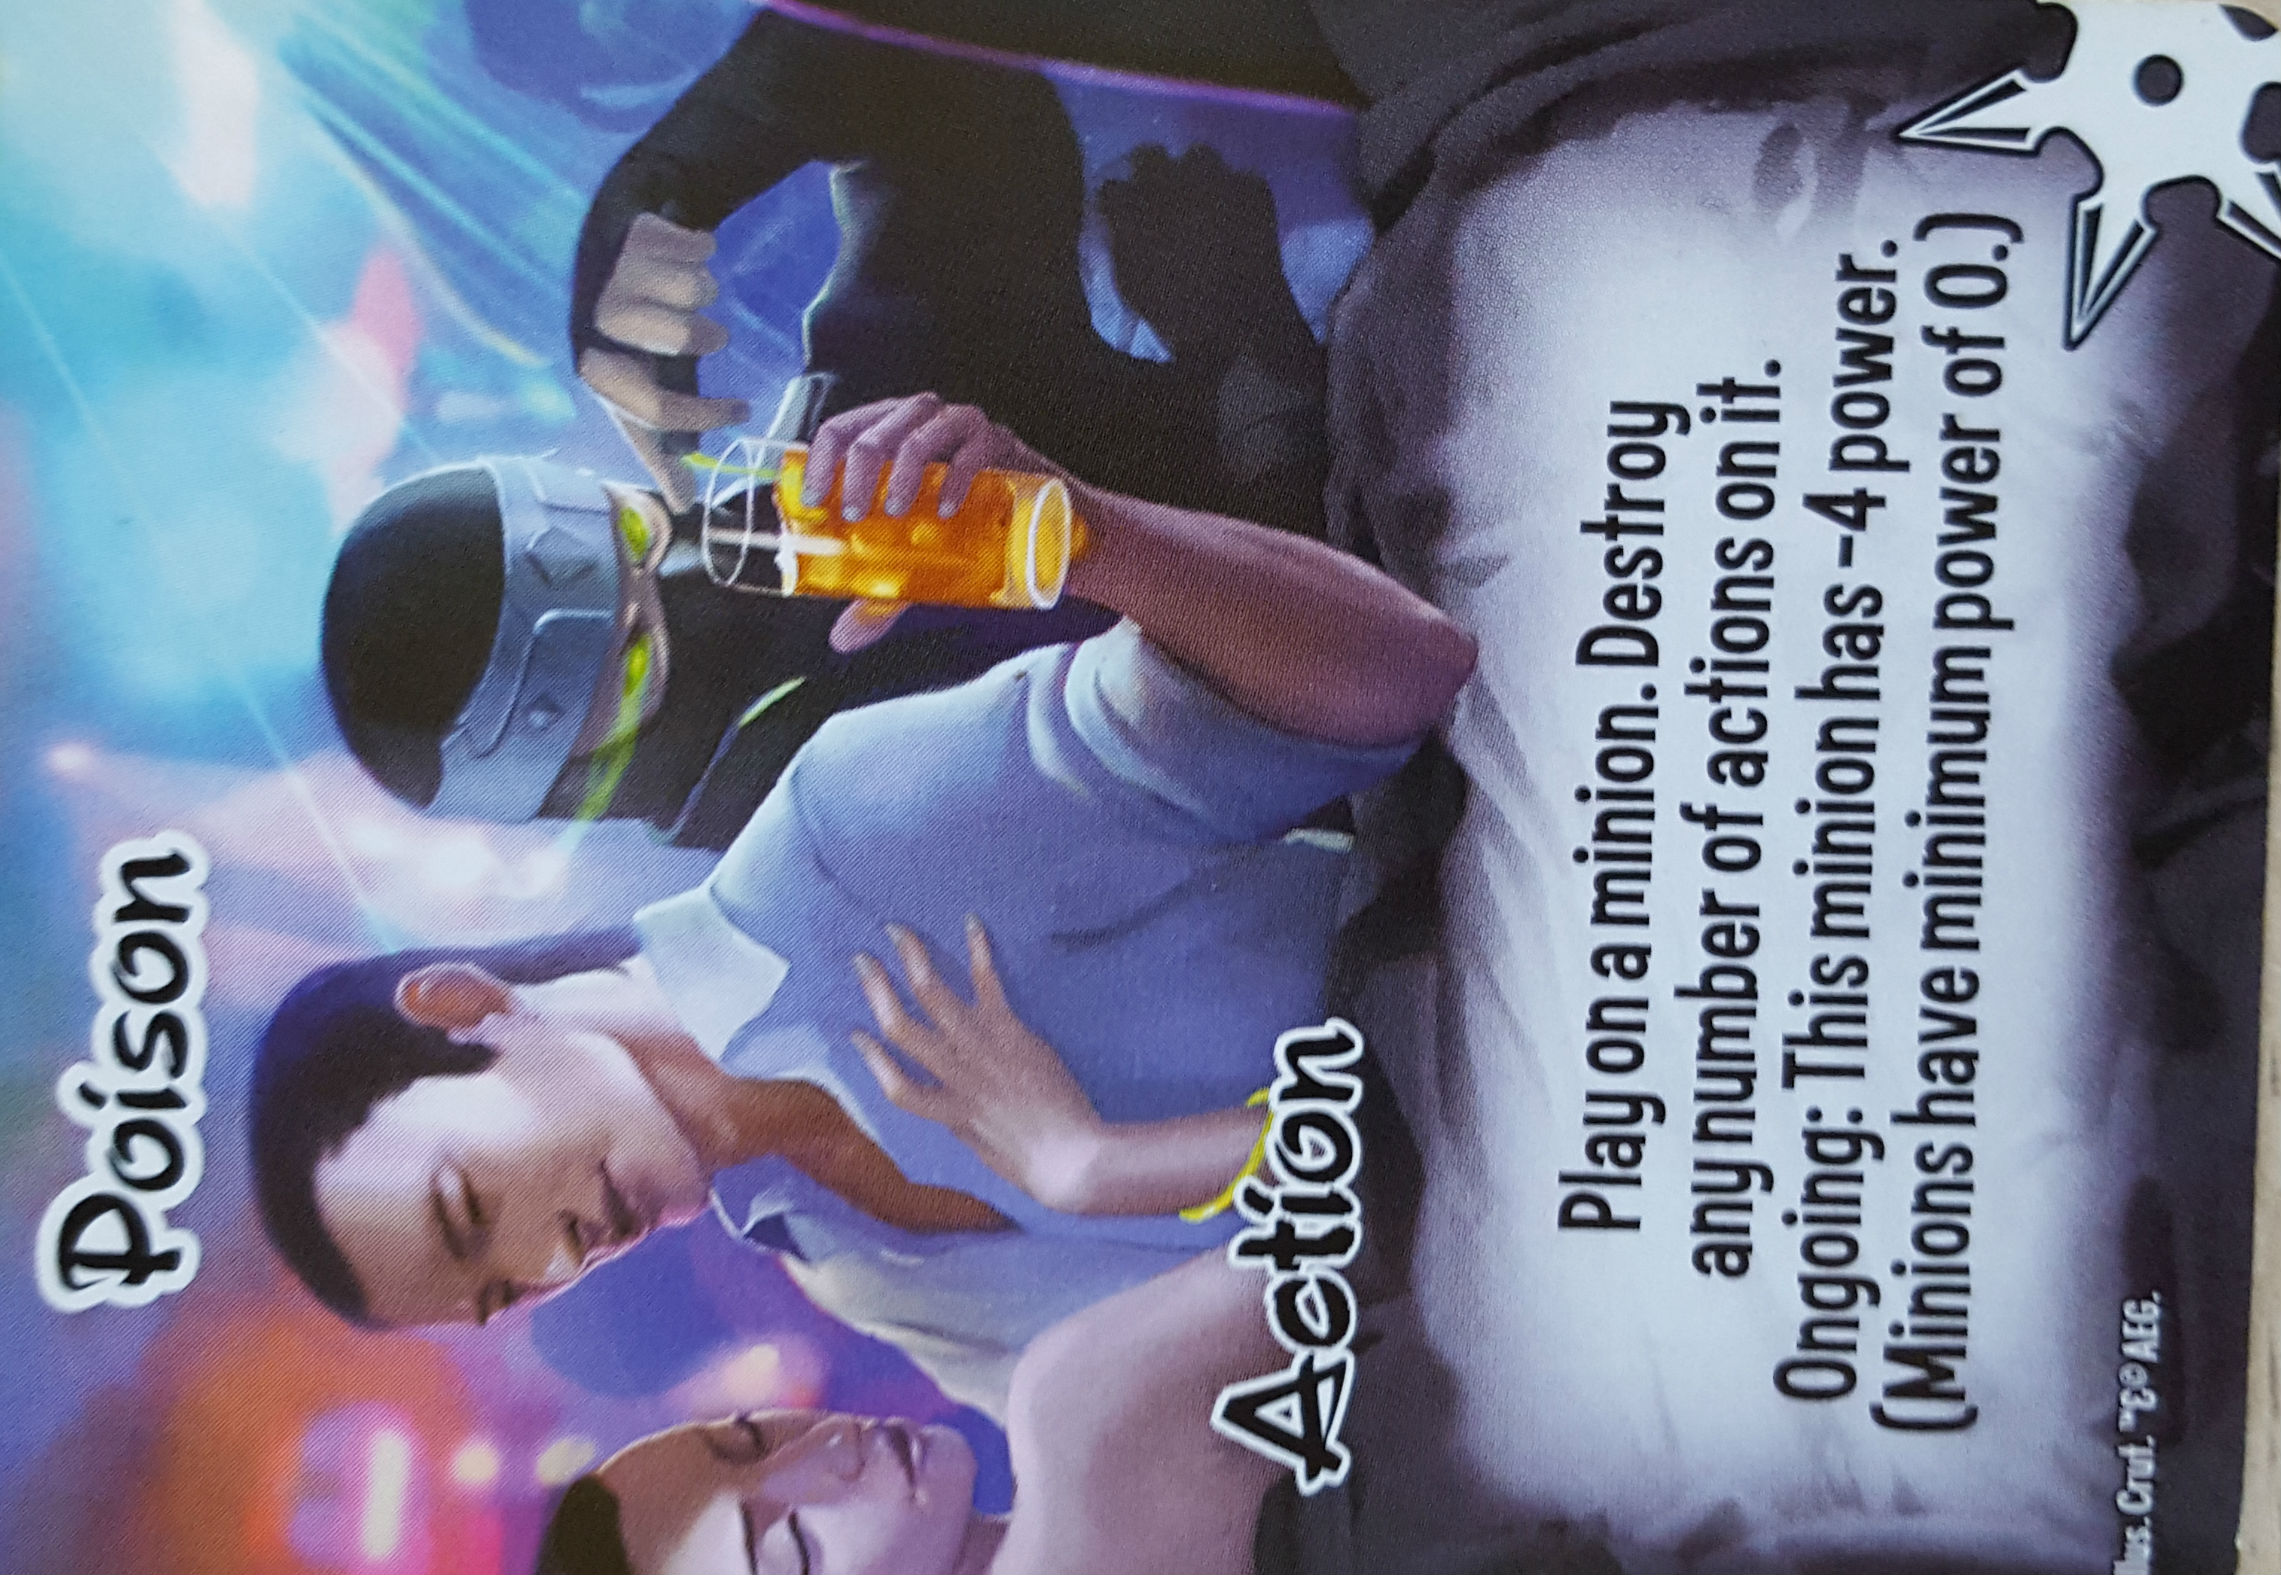 Poison
Action
Play on a minion. Destroy
any number of actions on it.
Ongoing: This minion has -4 power.
(Minions have minimum power of 0.)
llus. Crut. ™&© AEG.